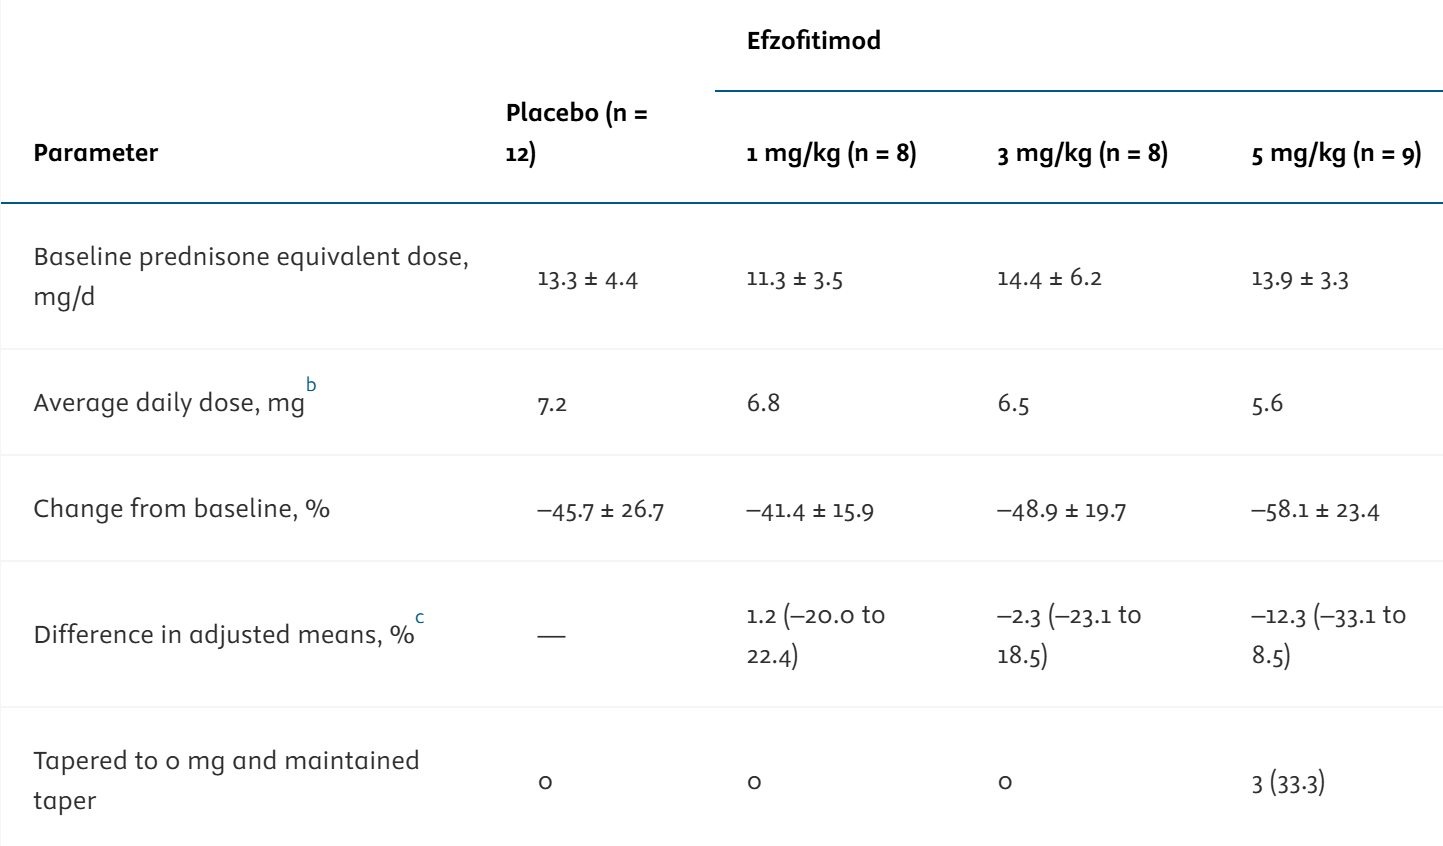 Efzofitimod
Placebo (n =
Parameter 12) 1 mg/kg (n = 8) 3 mg/kg (n = 8) 5 mg/kg (n = 9)
Baseline prednisone equivalent dose,
mg/d 13.3 ± 4.4 11.3 ± 3.5 14.4 ± 6.2 13.9 ± 3.3
Average daily dose, mg b 7.2 6.8 6.5 5.6
Change from baseline, % –45.7 ± 26.7 –41.4 ± 15.9 –48.9 ± 19.7 –58.1 ± 23.4
Difference in adjusted means, % c — 1.2 (–20.0 to –2.3 (–23.1 to –12.3 (–33.1 to
22.4) 18.5) 8.5)
Tapered to 0 mg and maintained
taper 0 0 0 3 (33.3)